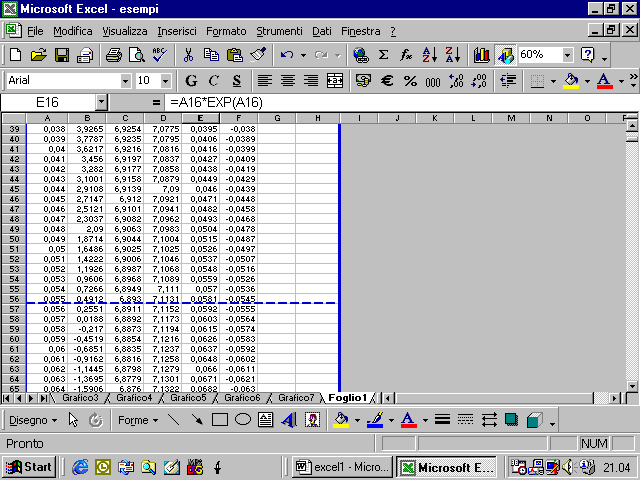 Microsoft Excel - esempi
File Modifica Visualizza Inserisci Formato Strumenti Dati Finestra ?
60%
Arial 10 G C S € % 000
E16 = =A16*EXP(A16)
A B C D E F G H I J K L M N O
39 0,038 3,9265 6,9254 7,0775 0,0395 -0,038
40 0,039 3,7787 6,9235 7,0795 0,0406 -0,0389
41 0,04 3,6217 6,9216 7,0816 0,0416 -0,0399
42 0,041 3,456 6,9197 7,0837 0,0427 -0,0409
43 0,042 3,282 6,9177 7,0858 0,0438 -0,0419
44 0,043 3,1001 6,9158 7,0879 0,0449 -0,0429
45 0,044 2,9108 6,9139 7,09 0,046 -0,0439
46 0,045 2,7147 6,912 7,0921 0,0471 -0,0448
47 0,046 2,5121 6,9101 7,0941 0,0482 -0,0458
48 0,047 2,3037 6,9082 7,0962 0,0493 -0,0468
49 0,048 2,09 6,9063 7,0983 0,0504 -0,0478
50 0,049 1,8714 6,9044 7,1004 0,0515 -0,0487
51 0,05 1,6486 6,9025 7,1025 0,0526 -0,0497
52 0,051 1,4222 6,9006 7,1046 0,0537 -0,0507
53 0,052 1,1926 6,8987 7,1068 0,0548 -0,0516
54 0,053 0,9606 6,8968 7,1089 0,0559 -0,0526
55 0,054 0,7266 6,8949 7,111 0,057 -0,0536
56 0,055 0,4912 6,893 7,1131 0,0581 -0,0545
57 0,056 0,2551 6,8911 7,1152 0,0592 -0,0555
58 0,057 0,0188 6,8892 7,1173 0,0603 -0,0564
59 0,058 -0,217 6,8873 7,1194 0,0615 -0,0574
60 0,059 -0,4519 6,8854 7,1216 0,0626 -0,0583
61 0,06 -0,6851 6,8835 7,1237 0,0637 -0,0592
62 0,061 -0,9162 6,8816 7,1258 0,0648 -0,0602
63 0,062 -1,1445 6,8798 7,1279 0,066 -0,0611
64 0,063 -1,3695 6,8779 7,1301 0,0671 -0,0621
65 0,064 -1,5906 6,876 7,1322 0,0682 -0,063
Grafico3 Grafico4 Grafico5 Grafico6 Grafico7 Foglio1
Disegno Forme
Pronto NUM
Start excel1 - Micro... Microsoft E... 21.04